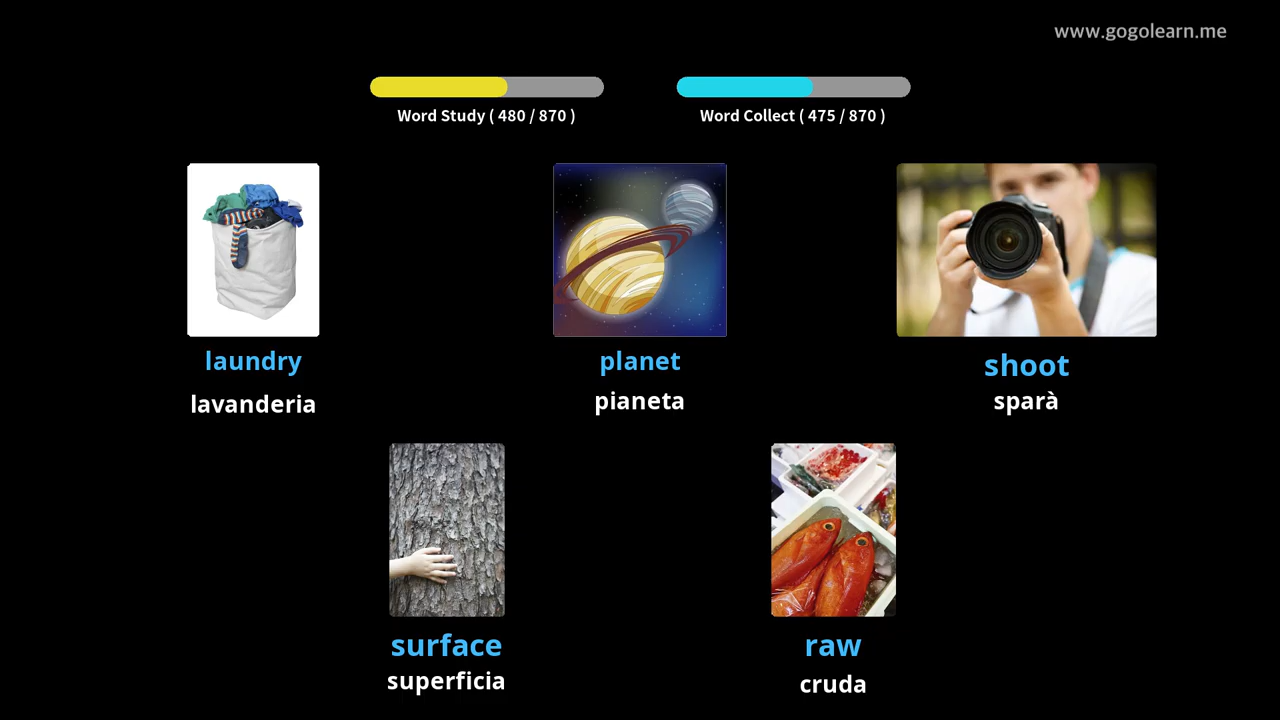 www.gogolearn.me
Word Study ( 480 / 870 )
Word Collect ( 475 / 870 )
laundry
lavanderia
planet
pianeta
shoot
sparà
surface
superficia
raw
cruda